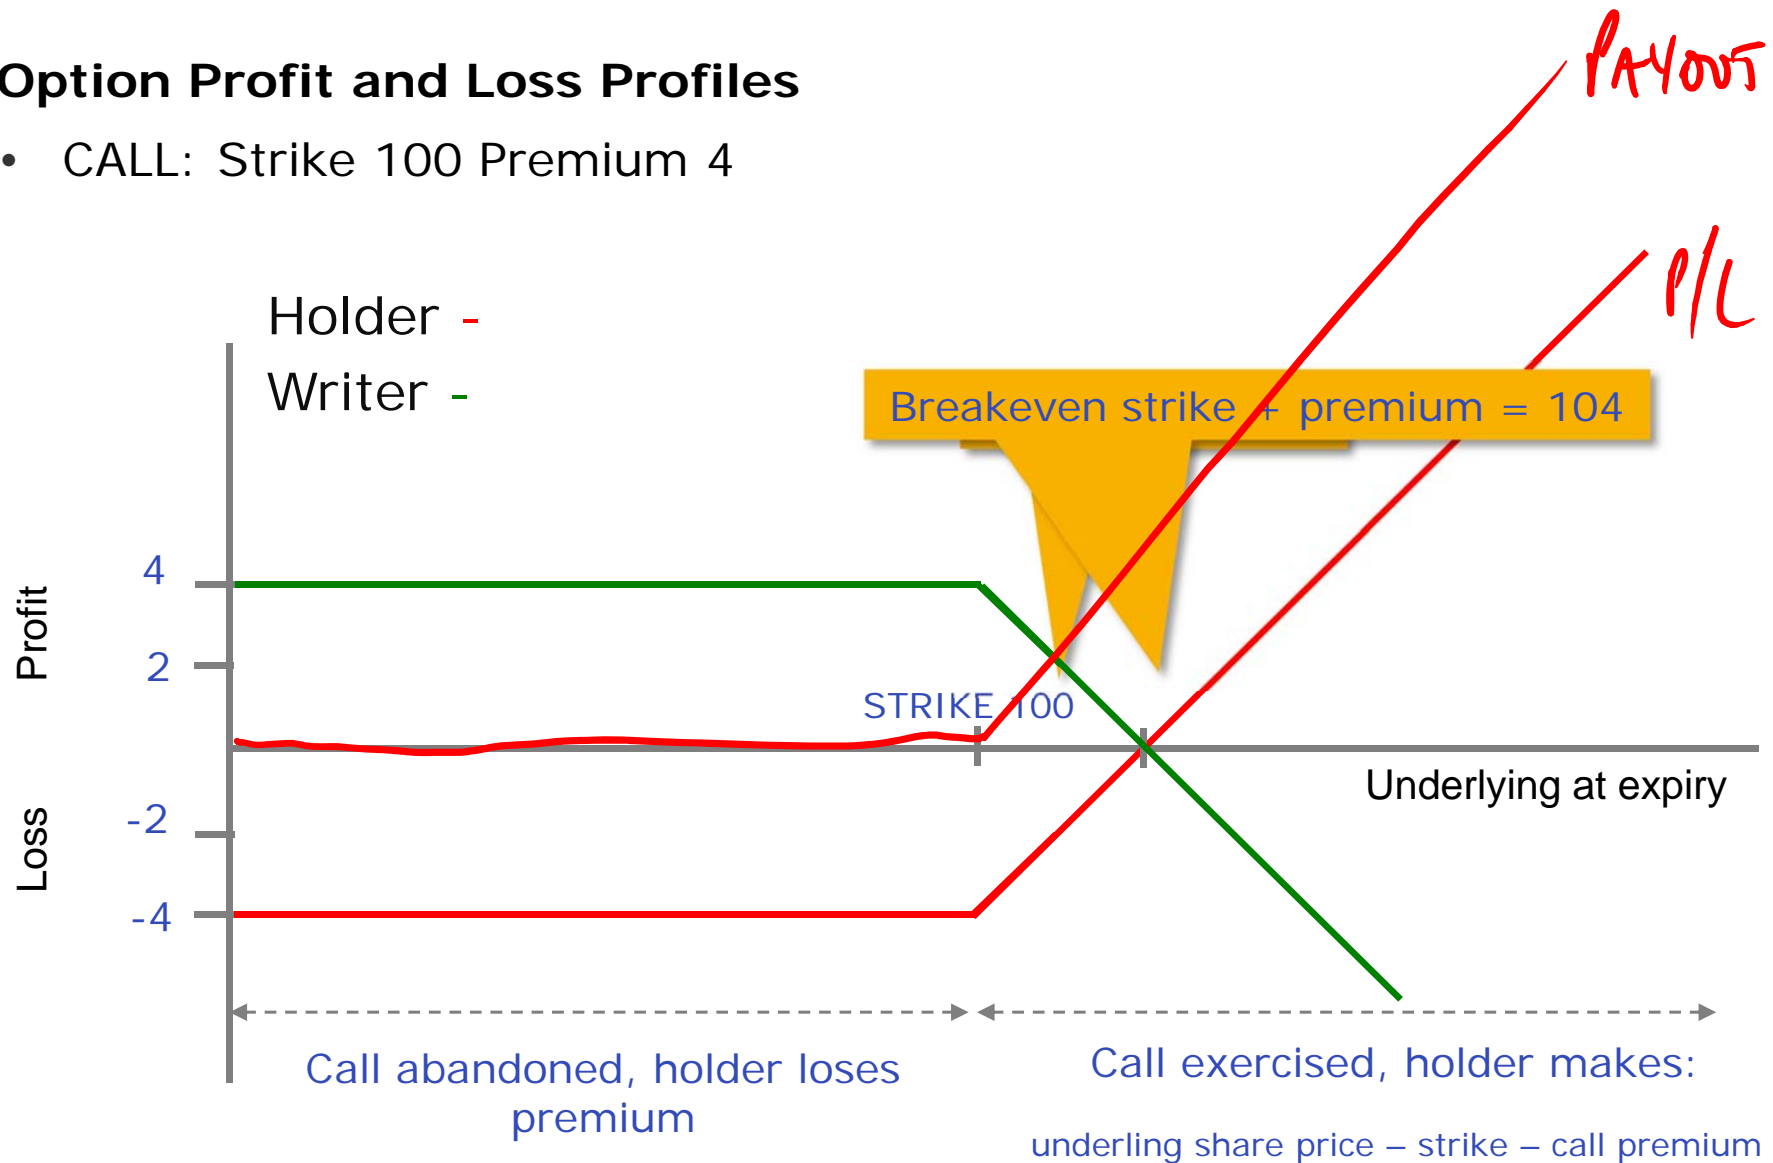 Option Profit and Loss Profiles
• CALL: Strike 100 Premium 4
PAYOUT
P/L
Holder -
Writer -
Breakeven strike + premium = 104
4
2
-2
-4
Profit
Loss
STRIKE 100
Underlying at expiry
Call abandoned, holder loses
premium
Call exercised, holder makes:
underling share price – strike – call premium